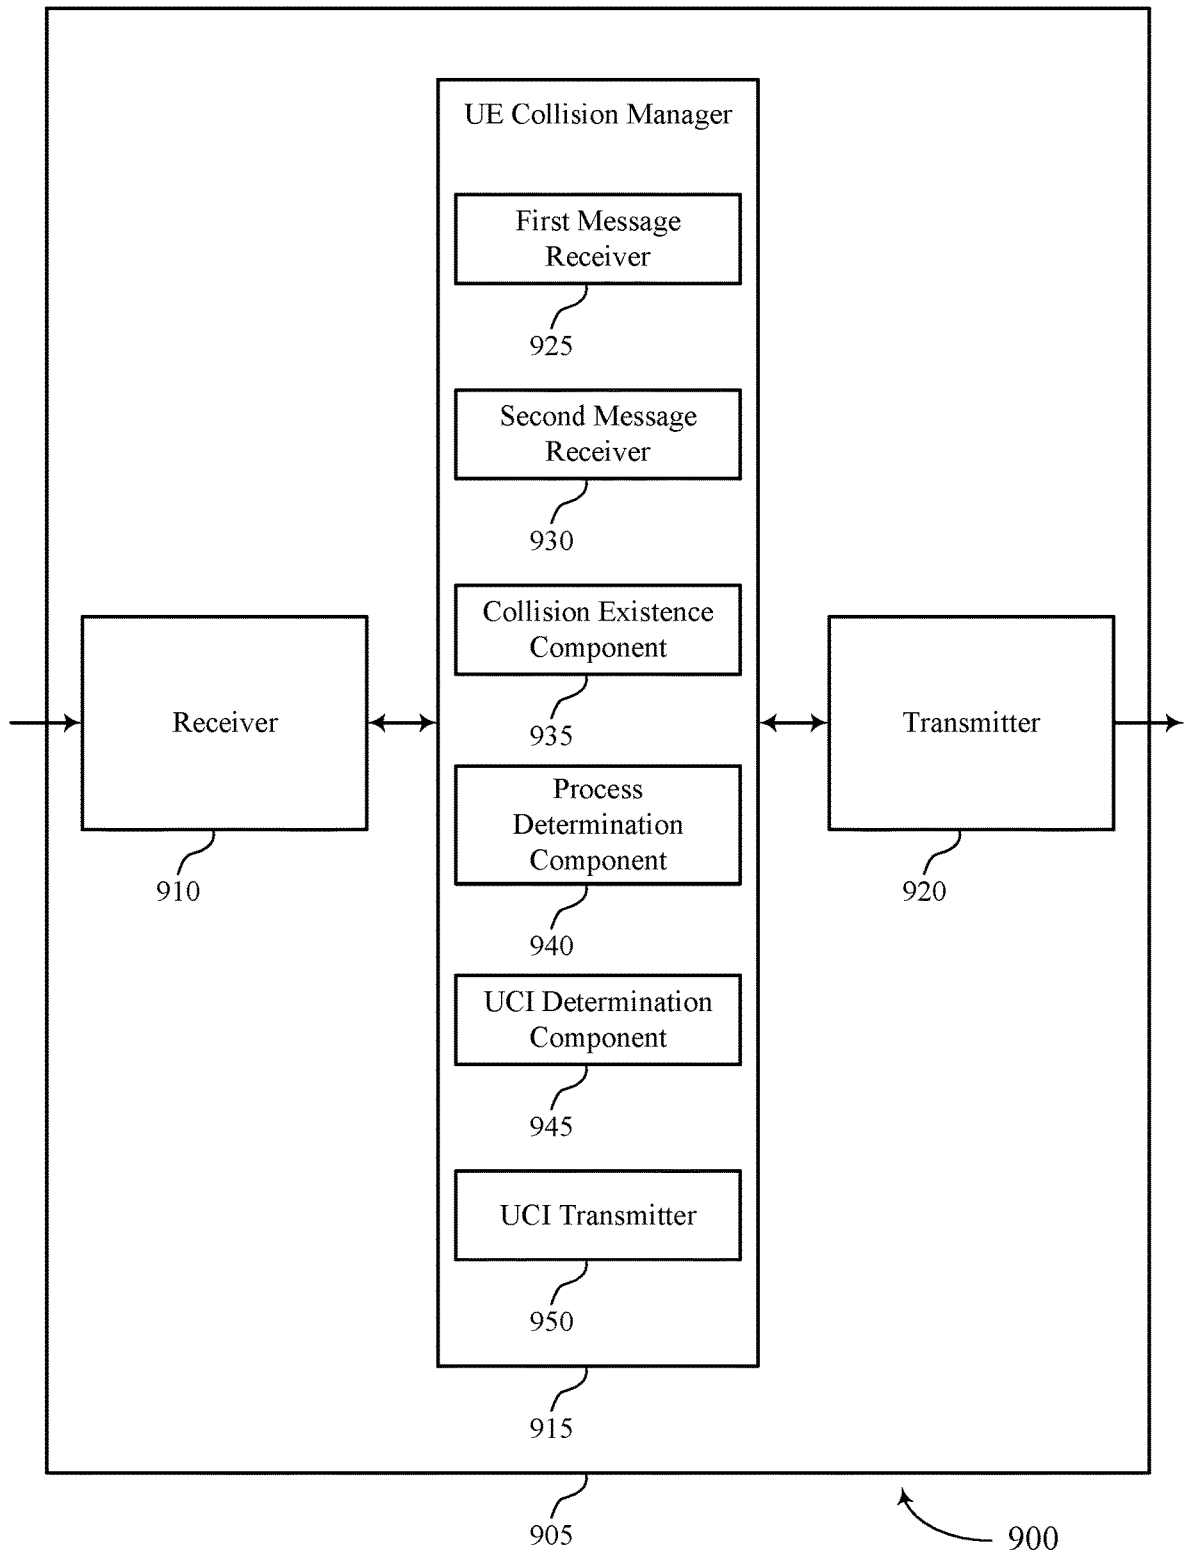 UE Collision Manager
First Message
Receiver
925
Second Message
Receiver
930
Collision Existence
Component
935
Receiver
910
Process
Determination
Component
940
Transmitter
920
UCI Determination
Component
945
UCI Transmitter
950
915
905
900